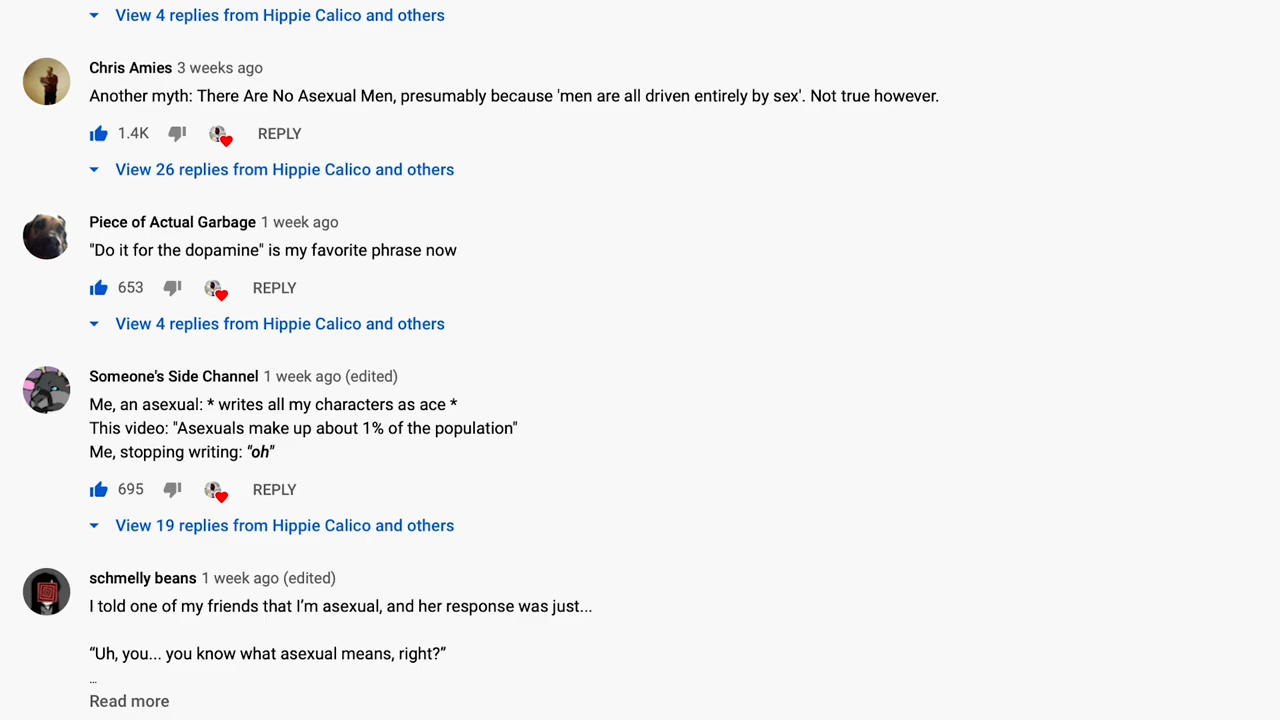 View 4 replies from Hippie Calico and others
Chris Amies 3 weeks ago
Another myth: There Are No Asexual Men, presumably because 'men are all driven entirely by sex'. Not true however.
1.4K REPLY
View 26 replies from Hippie Calico and others
Piece of Actual Garbage 1 week ago
"Do it for the dopamine" is my favorite phrase now
653 REPLY
View 4 replies from Hippie Calico and others
Someone's Side Channel 1 week ago (edited)
Me, an asexual: * writes all my characters as ace *
This video: "Asexuals make up about 1% of the population"
Me, stopping writing: "oh"
695 REPLY
View 19 replies from Hippie Calico and others
schmelly beans 1 week ago (edited)
I told one of my friends that I’m asexual, and her response was just...
“Uh, you... you know what asexual means, right?”
...
Read more